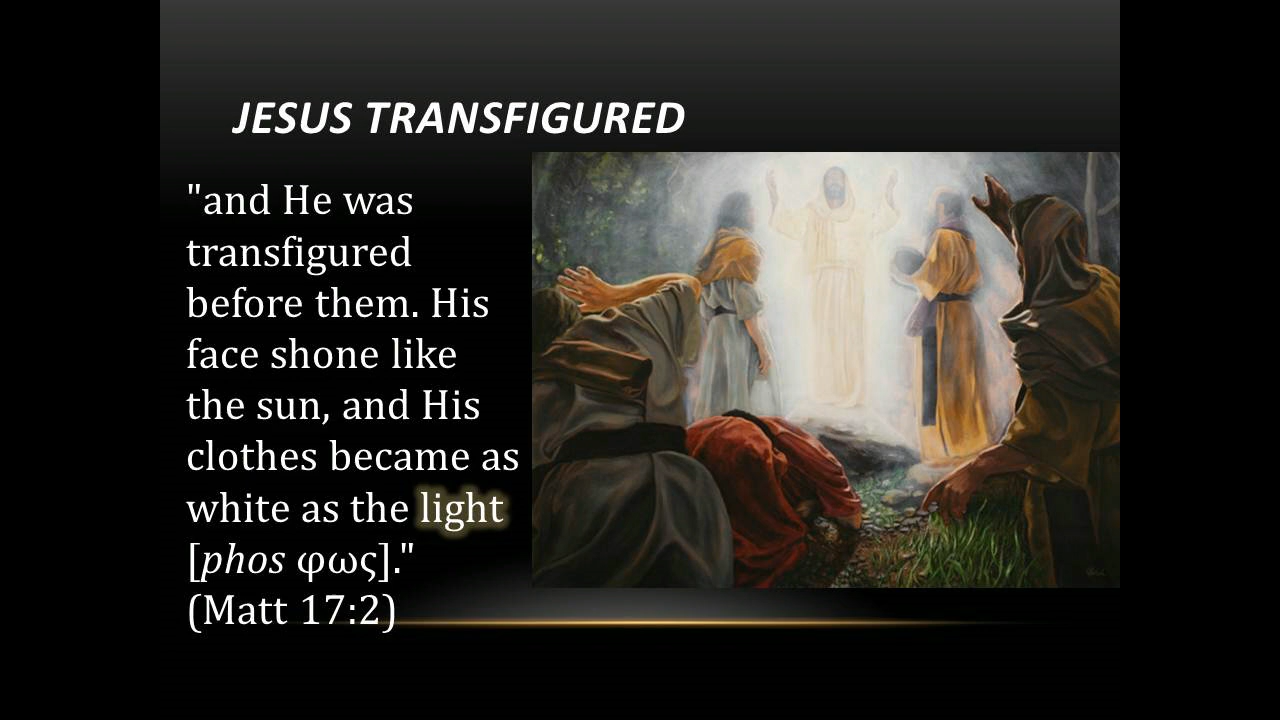 JESUS TRANSFIGURED
"and He was
transfigured
before them. His
face shone like
the sun, and His
clothes became as
white as the light
[phos φως]."
(Matt 17:2)